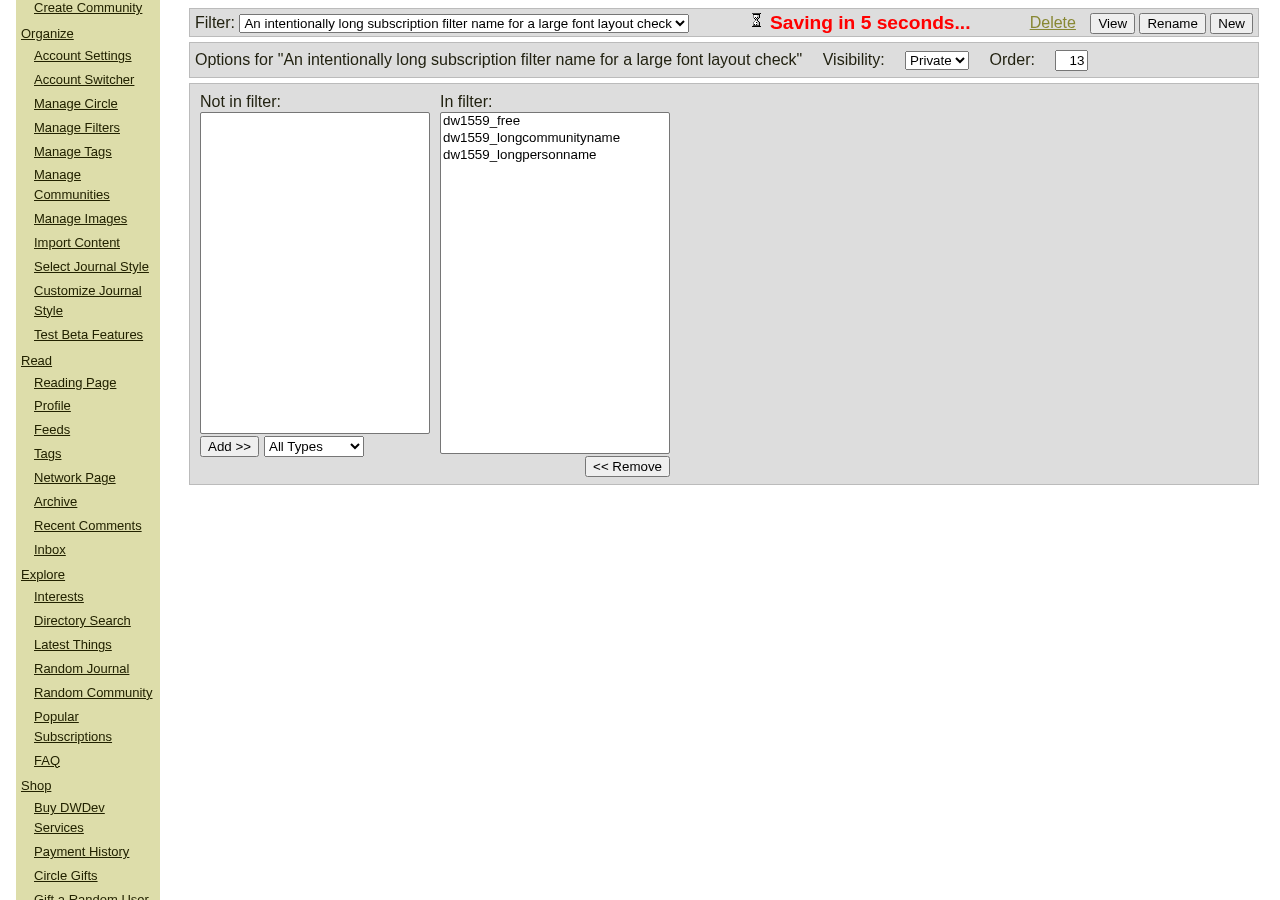 Create Community
Organize
Account Settings
Account Switcher
Manage Circle
Manage Filters
Manage Tags
Manage
Communities
Manage Images
Import Content
Select Journal Style
Customize Journal
Style
Test Beta Features
Read
Reading Page
Profile
Feeds
Tags
Network Page
Archive
Recent Comments
Inbox
Explore
Interests
Directory Search
Latest Things
Random Journal
Random Community
Popular
Subscriptions
FAQ
Shop
Buy DWDev
Services
Payment History
Circle Gifts
Gift a Random User
Filter: An intentionally long subscription filter name for a large font layout check Saving in 5 seconds... Delete View Rename New
Options for "An intentionally long subscription filter name for a large font layout check" Visibility: Private Order: 13
Not in filter:
Add >> All Types
In filter:
dw1559_free
dw1559_longcommunityname
dw1559_longpersonname
<< Remove